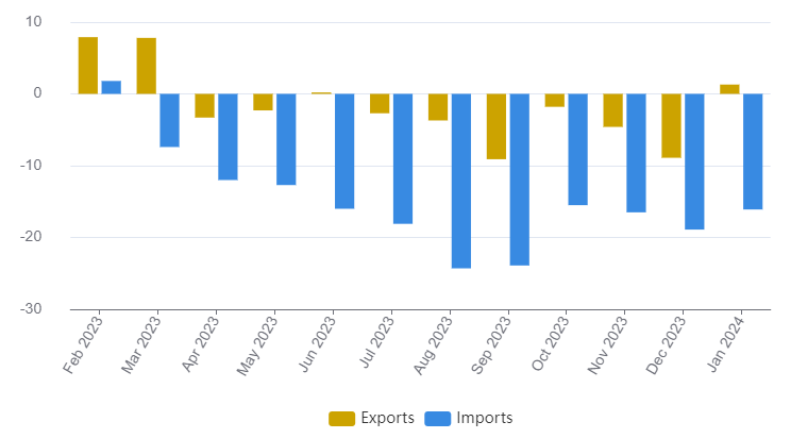 10
0
-10
-20
-30
Feb 2023
Mar 2023
Apr 2023
May 2023
Jun 2023
Jul 2023
Aug 2023
Sep 2023
Oct 2023
Nov 2023
Dec 2023
Jan 2024
Exports
Imports